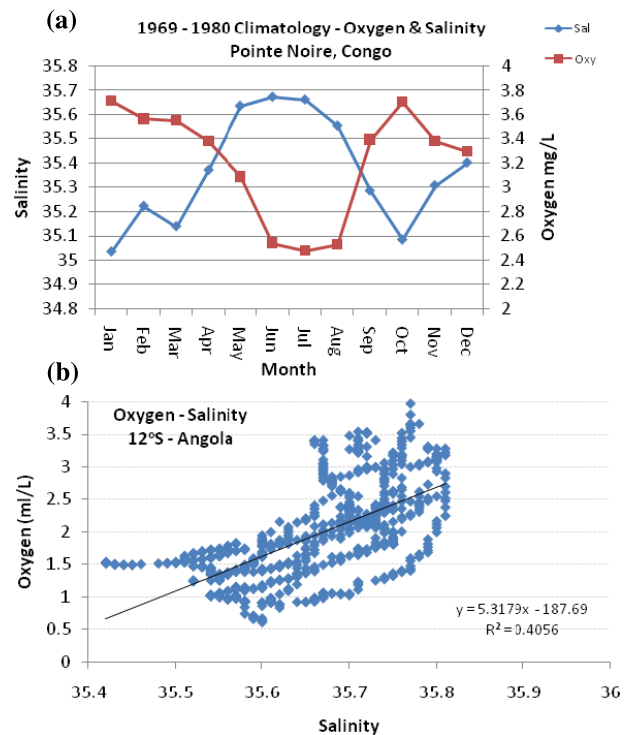 (a)
1969 - 1980 Climatology - Oxygen & Salinity
Pointe Noire, Congo
Sal
Oxy
35.8
35.7
35.6
35.5
35.4
35.3
35.2
35.1
35
34.9
34.8
Salinity
4
3.8
3.6
3.4
3.2
3
2.8
2.6
2.4
2.2
2
Oxygen mg/L
Jan
Feb
Mar
Apr
May
Jun
Jul
Aug
Sep
Oct
Nov
Dec
Month
(b)
Oxygen - Salinity
12°S - Angola
4
3.5
3
2.5
2
1.5
1
0.5
0
Oxygen (ml/L)
y = 5.3179x - 187.69
R² = 0.4056
35.4
35.5
35.6
35.7
35.8
35.9
36
Salinity